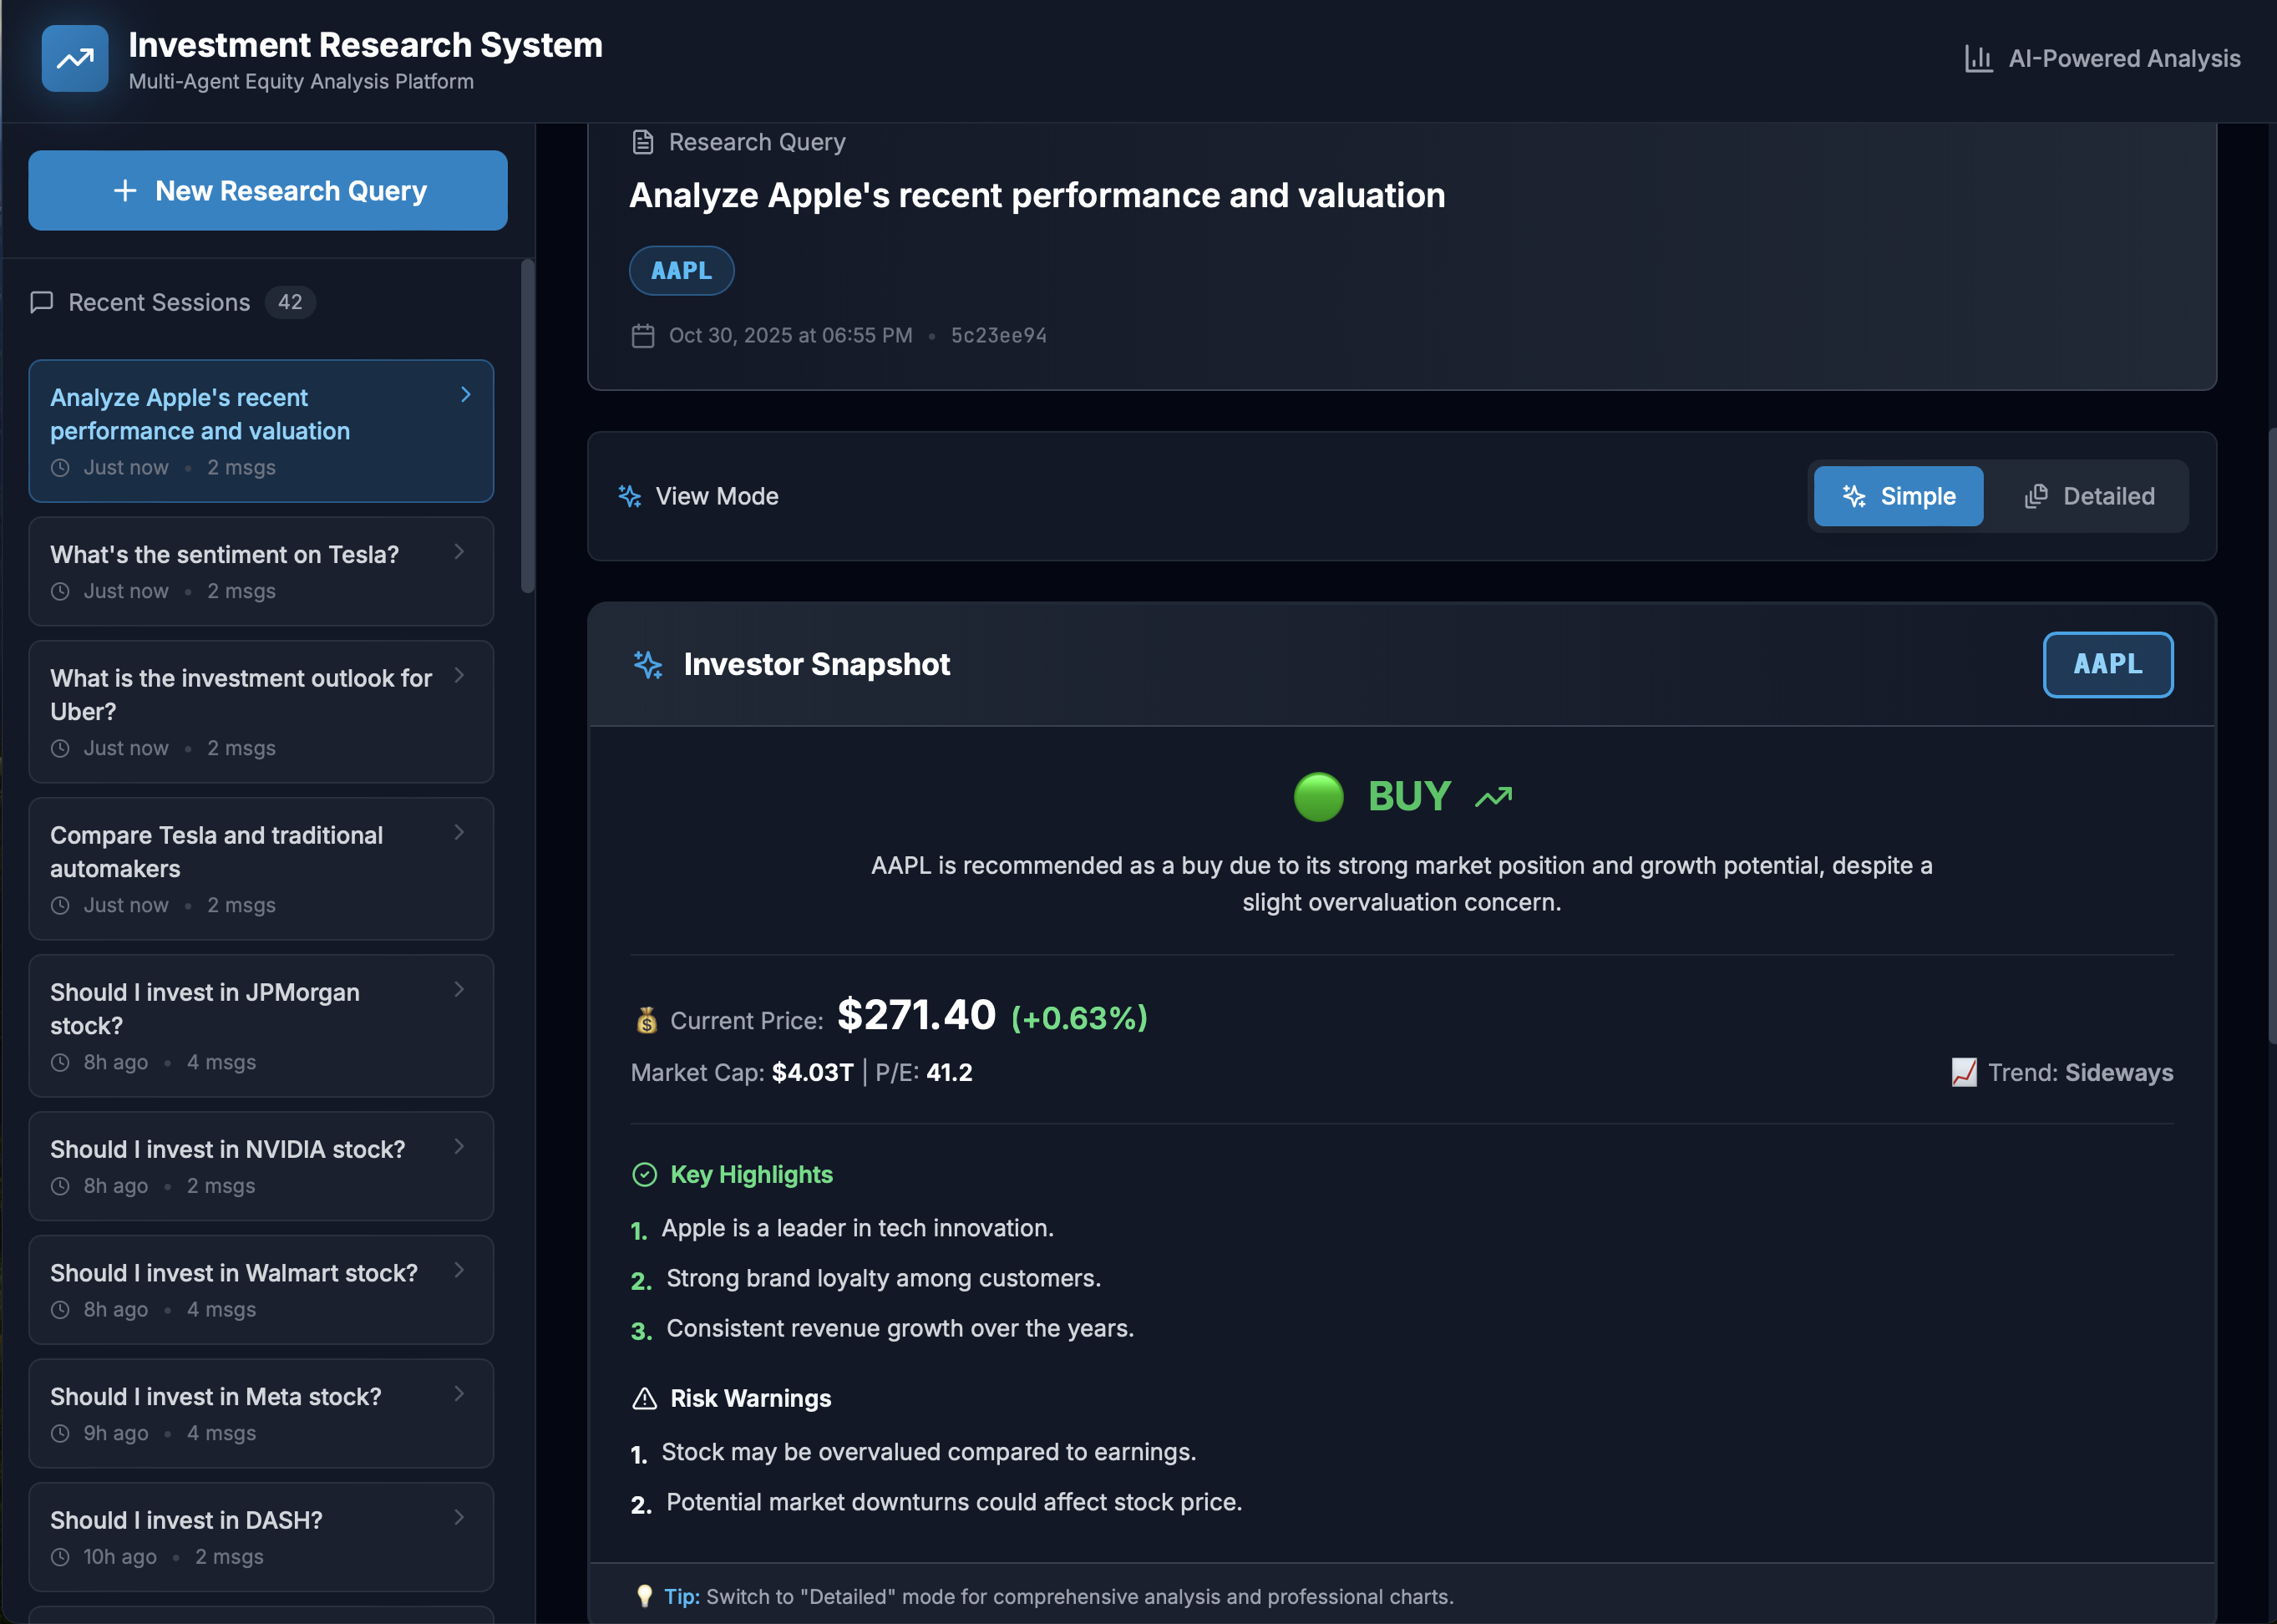 Investment Research System
Multi-Agent Equity Analysis Platform
AI-Powered Analysis
New Research Query
Recent Sessions 42
Analyze Apple's recent
performance and valuation
Just now • 2 msgs
What's the sentiment on Tesla?
Just now • 2 msgs
What is the investment outlook for
Uber?
Just now • 2 msgs
Compare Tesla and traditional
automakers
Just now • 2 msgs
Should I invest in JPMorgan
stock?
8h ago • 4 msgs
Should I invest in NVIDIA stock?
8h ago • 2 msgs
Should I invest in Walmart stock?
8h ago • 4 msgs
Should I invest in Meta stock?
9h ago • 4 msgs
Should I invest in DASH?
10h ago • 2 msgs
Research Query
Analyze Apple's recent performance and valuation
AAPL
Oct 30, 2025 at 06:55 PM • 5c23ee94
View Mode
Simple
Detailed
Investor Snapshot
AAPL
BUY
AAPL is recommended as a buy due to its strong market position and growth potential, despite a
slight overvaluation concern.
Current Price: $271.40 (+0.63%)
Market Cap: $4.03T | P/E: 41.2
Trend: Sideways
Key Highlights
1. Apple is a leader in tech innovation.
2. Strong brand loyalty among customers.
3. Consistent revenue growth over the years.
Risk Warnings
1. Stock may be overvalued compared to earnings.
2. Potential market downturns could affect stock price.
Tip: Switch to "Detailed" mode for comprehensive analysis and professional charts.